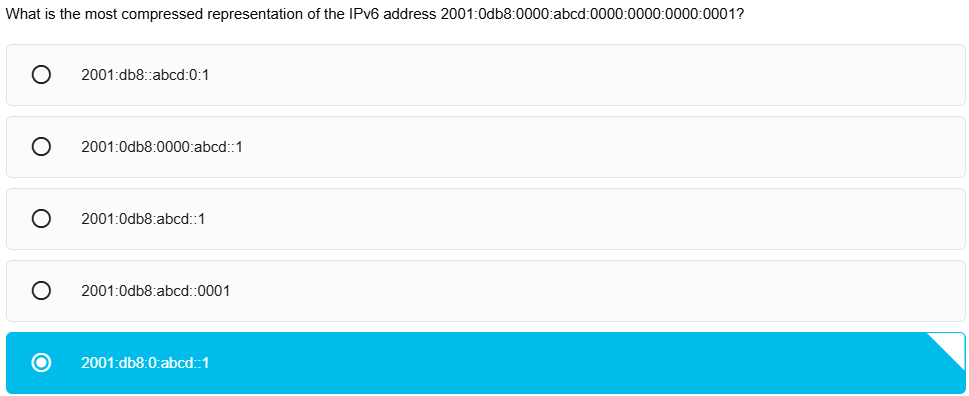 What is the most compressed representation of the IPv6 address 2001:0db8:0000:abcd:0000:0000:0000:0001?
2001:db8::abcd:0:1
2001:0db8:0000:abcd::1
2001:0db8:abcd::1
2001:0db8:abcd::0001
2001:db8:0:abcd::1